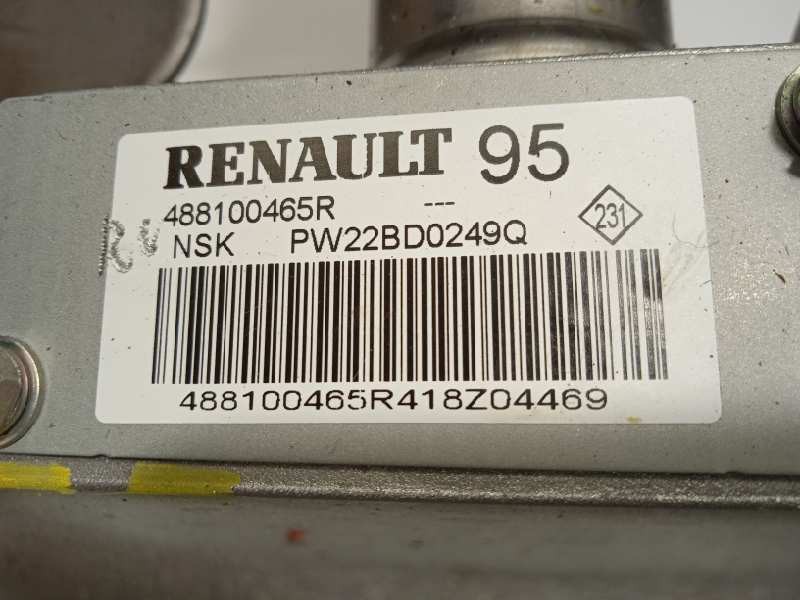 RENAULT 95
488100465R ---
231
NSK PW22BD0249Q
488100465R418Z04469